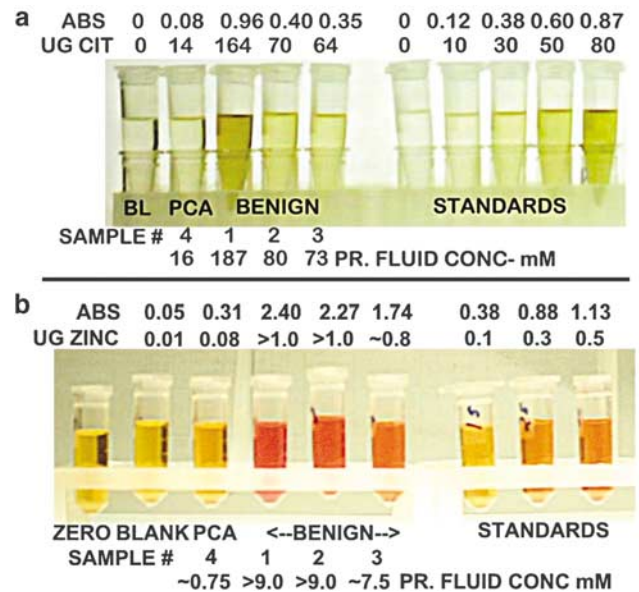 a
ABS 0 0.08 0.96 0.40 0.35 0 0.12 0.38 0.60 0.87
UG CIT 0 14 164 70 64 0 10 30 50 80
BL PCA BENIGN STANDARDS
SAMPLE # 4 1 2 3
16 187 80 73 PR. FLUID CONC- mM
b
ABS 0.05 0.31 2.40 2.27 1.74 0.38 0.88 1.13
UG ZINC 0.01 0.08 >1.0 >1.0 ~0.8 0.1 0.3 0.5
ZERO BLANK PCA <--BENIGN--> STANDARDS
SAMPLE # 4 1 2 3
~0.75 >9.0 >9.0 ~7.5 PR. FLUID CONC mM